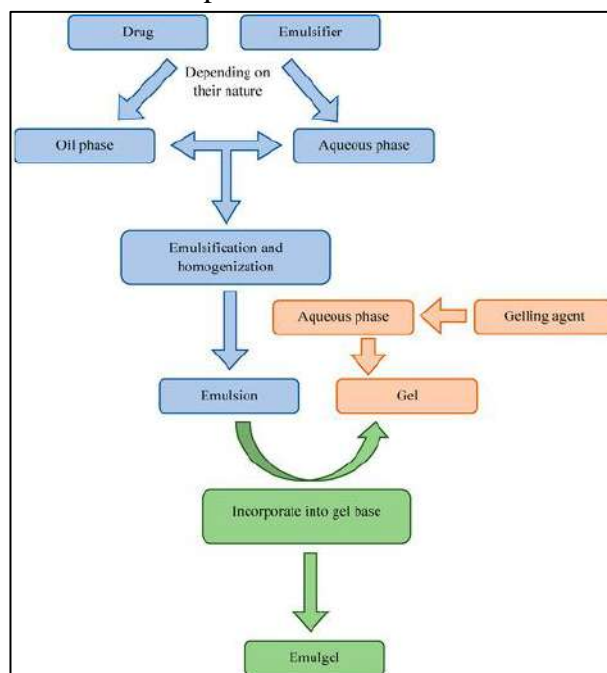 Drug
Emulsifier
Depending on
their nature
Oil phase
Aqueous phase
Emulsification and
homogenization
Aqueous phase
Gelling agent
Emulsion
Gel
Incorporate into gel base
Emulgel